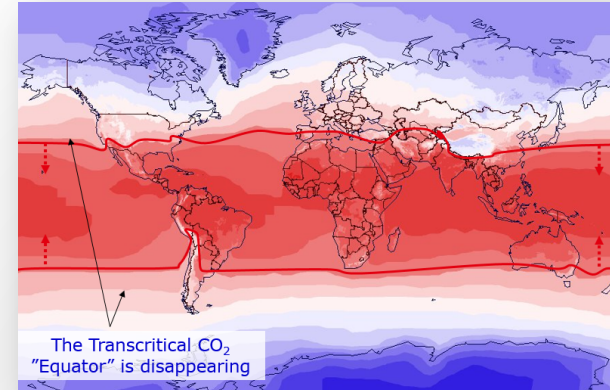 The Transcritical CO₂
”Equator” is disappearing